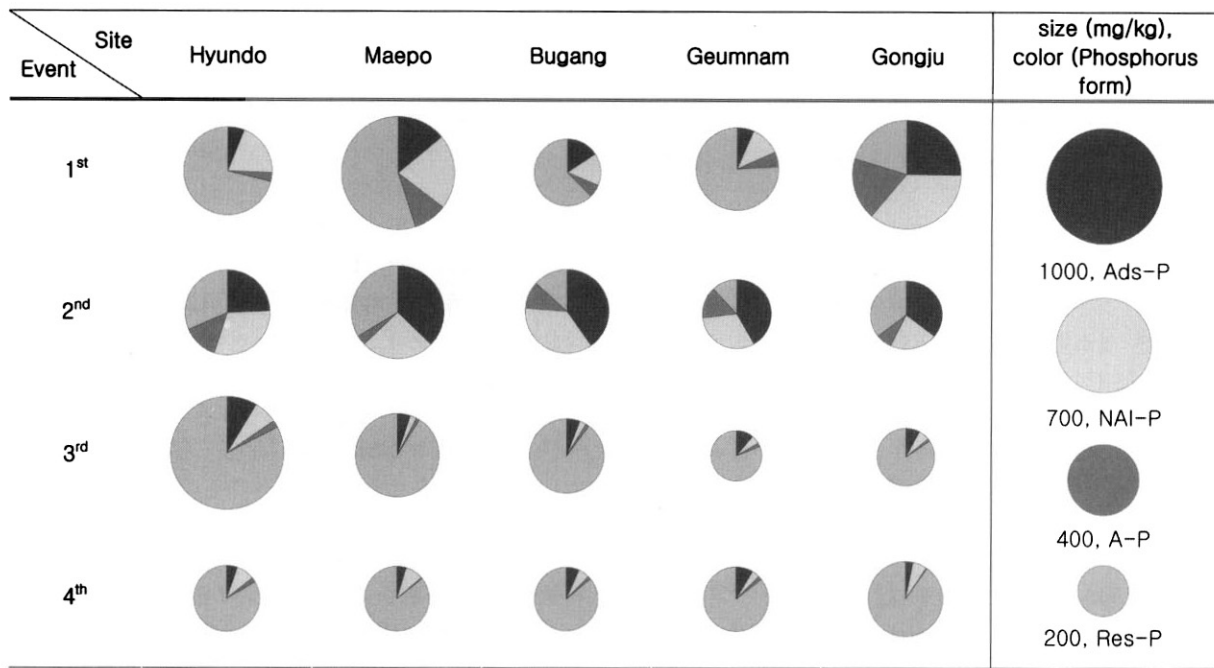 Site
Event
Hyundo
Maepo
Bugang
Geumnam
Gongju
size (mg/kg),
color (Phosphorus
form)
1st
2nd
3rd
4th
1000, Ads-P
700, NAI-P
400, A-P
200, Res-P